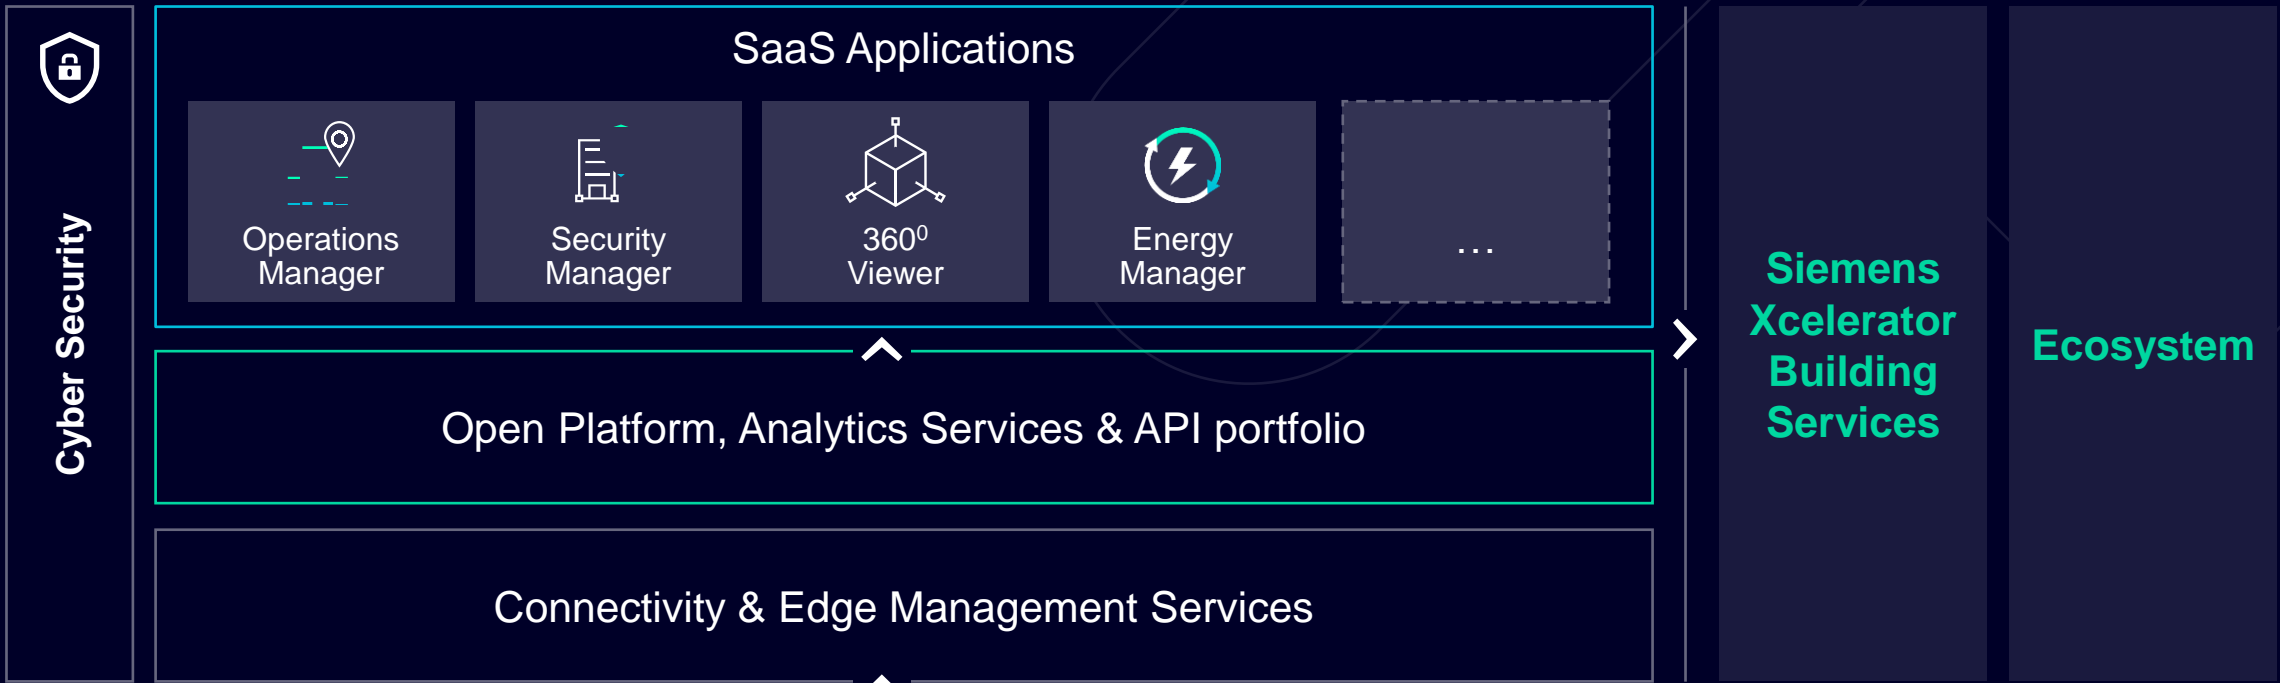 Cyber Security
SaaS Applications
Operations
Manager
Security
Manager
360⁰
Viewer
Energy
Manager
...
Open Platform, Analytics Services & API portfolio
Connectivity & Edge Management Services
Siemens
Xcelerator
Building
Services
Ecosystem